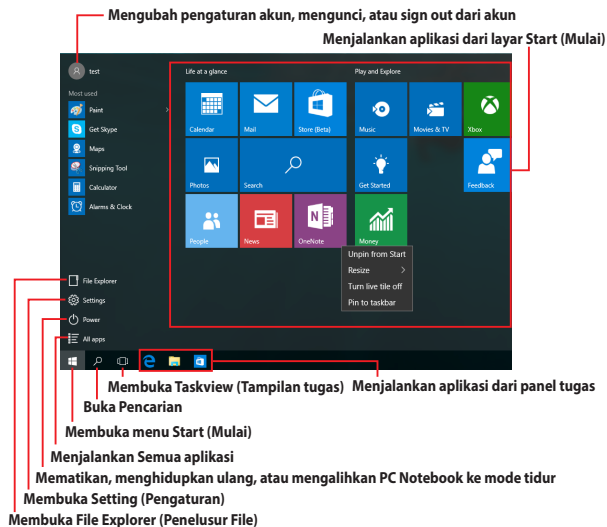 Mengubah pengaturan akun, mengunci, atau sign out dari akun
Menjalankan aplikasi dari layar Start (Mulai)
test
Most used
Paint
Get Skype
Maps
Snipping Tool
Calculator
Alarms & Clock
File Explorer
Settings
Power
All apps
Life at a glance
Play and Explore
Calendar
Mail
Store (Beta)
Music
Movies & TV
Xbox
Photos
Search
Get Started
Feedback
People
News
OneNote
Money
Unpin from Start
Resize
Turn live tile off
Pin to taskbar
Membuka Taskview (Tampilan tugas)
Menjalankan aplikasi dari panel tugas
Buka Pencarian
Membuka menu Start (Mulai)
Menjalankan Semua aplikasi
Mematikan, menghidupkan ulang, atau mengalihkan PC Notebook ke mode tidur
Membuka Setting (Pengaturan)
Membuka File Explorer (Penelusur File)